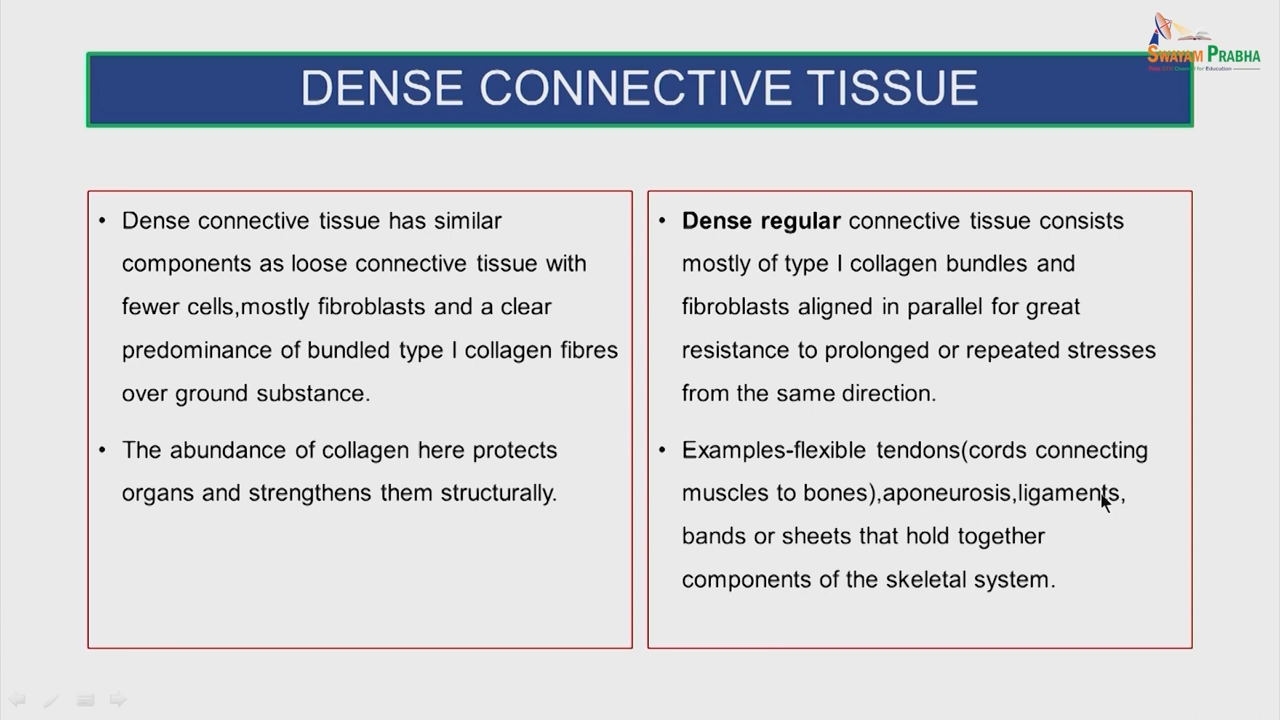 SWAYAM PRABHA
DENSE CONNECTIVE TISSUE
• Dense connective tissue has similar
components as loose connective tissue with
fewer cells,mostly fibroblasts and a clear
predominance of bundled type I collagen fibres
over ground substance.
• The abundance of collagen here protects
organs and strengthens them structurally.
• Dense regular connective tissue consists
mostly of type I collagen bundles and
fibroblasts aligned in parallel for great
resistance to prolonged or repeated stresses
from the same direction.
• Examples-flexible tendons(cords connecting
muscles to bones),aponeurosis,ligaments,
bands or sheets that hold together
components of the skeletal system.